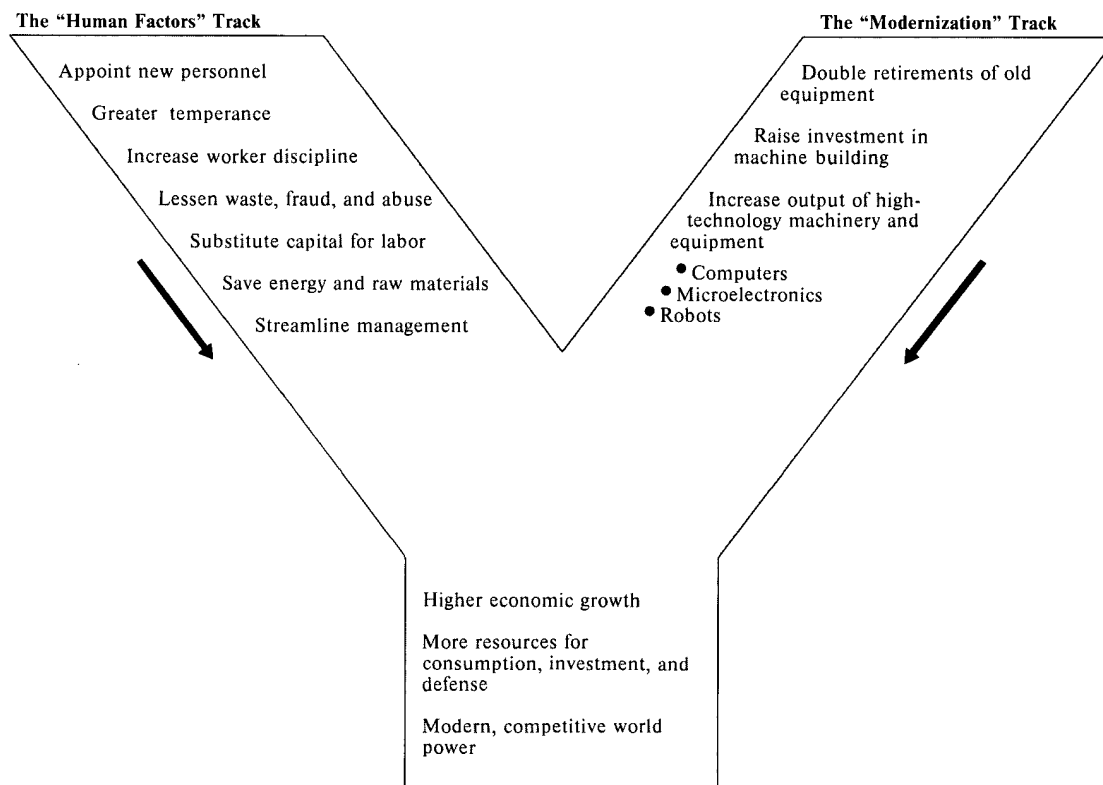 The “Human Factors” Track
Appoint new personnel
Greater temperance
Increase worker discipline
Lessen waste, fraud, and abuse
Substitute capital for labor
Save energy and raw materials
Streamline management
The “Modernization” Track
Double retirements of old
equipment
Raise investment in
machine building
Increase output of high-
technology machinery and
equipment
● Computers
● Microelectronics
● Robots
Higher economic growth
More resources for
consumption, investment, and
defense
Modern, competitive world
power